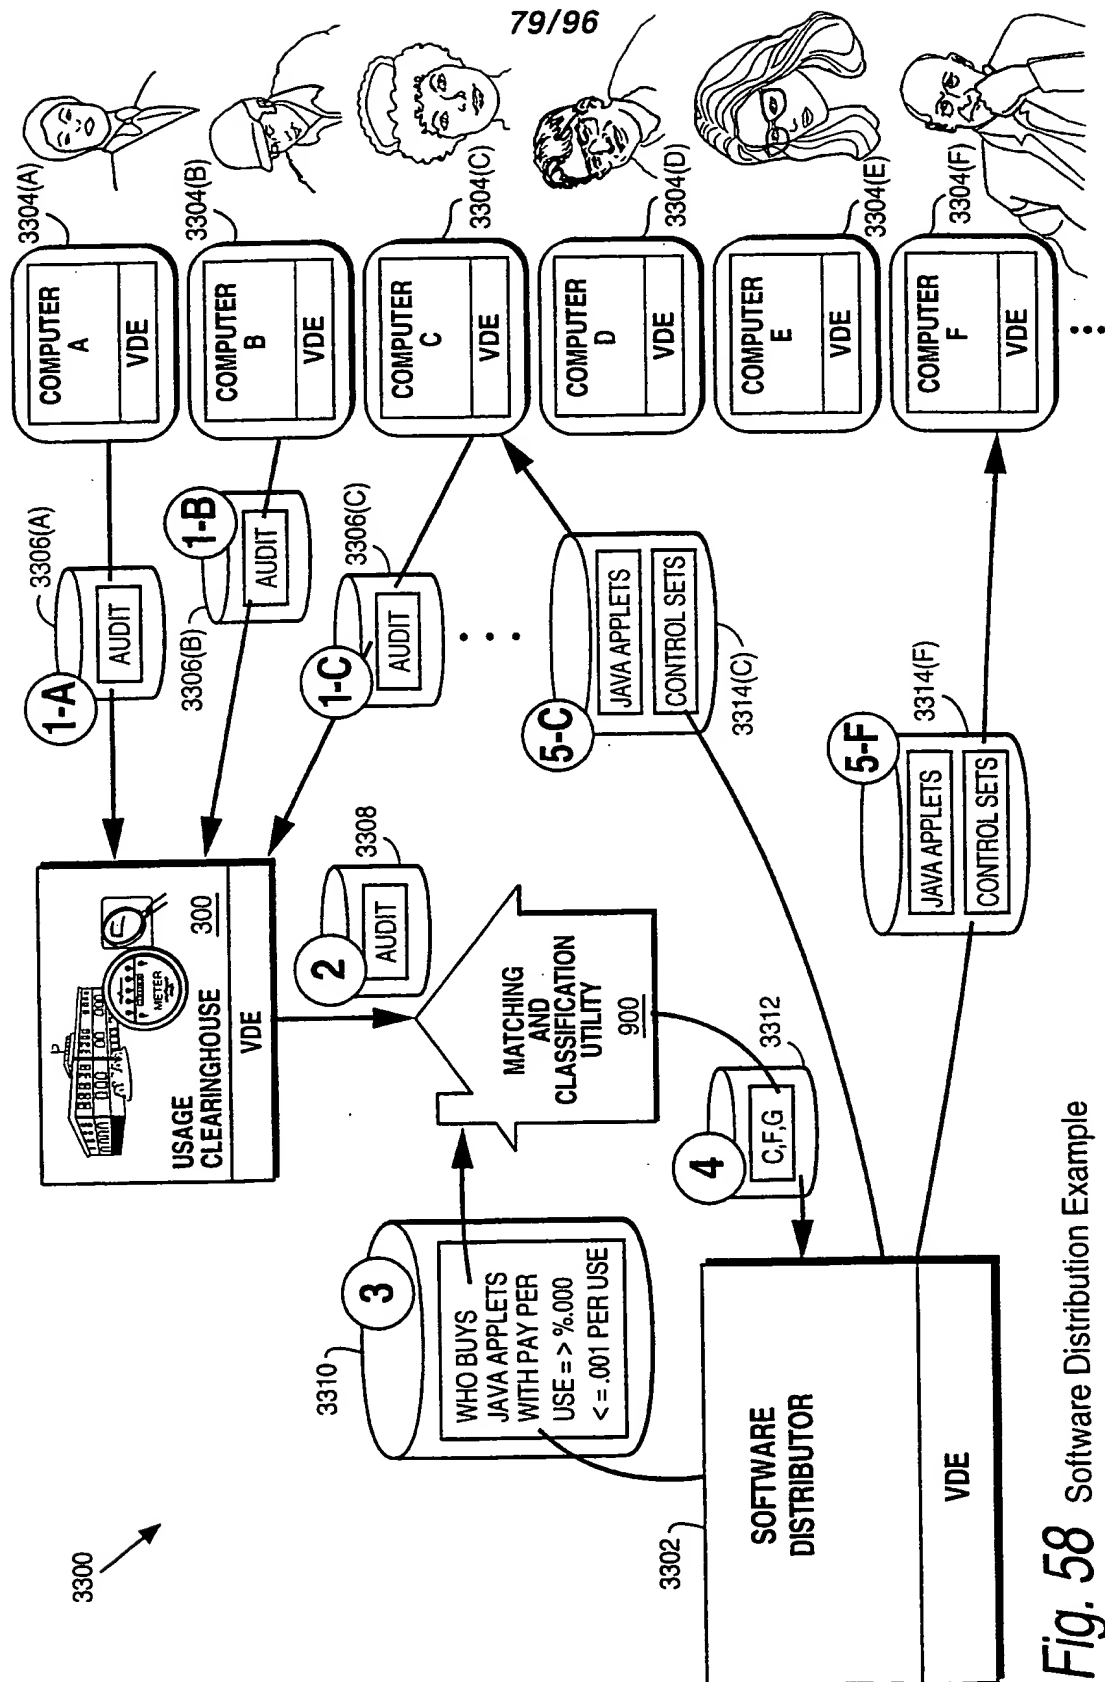 79/96
3300
3304(A)
COMPUTER
A
VDE
3304(B)
COMPUTER
B
VDE
3304(C)
COMPUTER
C
VDE
3304(D)
COMPUTER
D
VDE
3304(E)
COMPUTER
E
VDE
3304(F)
COMPUTER
F
VDE
3306(A)
1-A
AUDIT
3306(B)
1-B
AUDIT
3306(C)
1-C
AUDIT
METER
USAGE
CLEARINGHOUSE
300
VDE
2
AUDIT
3308
MATCHING
AND
CLASSIFICATION
UTILITY
900
3310
3
WHO BUYS
JAVA APPLETS
WITH PAY PER
USE = > %.000
< = .001 PER USE
4
C,F,G
3312
5-C
JAVA APPLETS
CONTROL SETS
3314(C)
5-F
JAVA APPLETS
CONTROL SETS
3314(F)
3302
SOFTWARE
DISTRIBUTOR
VDE
Fig. 58 Software Distribution Example